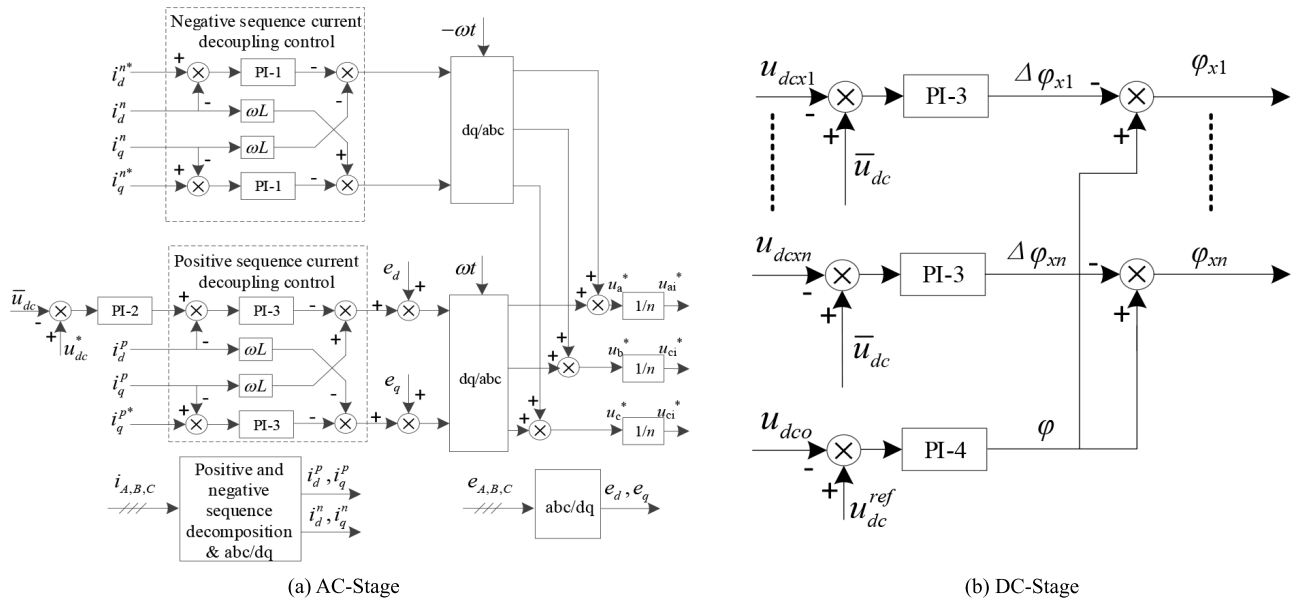 Negative sequence current
decoupling control
−ωt
i_d^{n*}
+
PI-1
-
i_d^n
-
ωL
-
dq/abc
i_q^n
-
ωL
+
i_q^{n*}
+
PI-1
-
Positive sequence current
decoupling control
e_d
ωt
+
+
u̅_dc
-
+
u_dc^*
PI-2
+
PI-3
-
+
i_d^p
-
ωL
i_q^p
-
ωL
-
i_q^{p*}
+
PI-3
-
e_q
+
+
dq/abc
+
+
u_a^*
1/n
u_ai^*
+
+
u_b^*
1/n
u_ci^*
+
+
u_c^*
1/n
u_ci^*
i_{A,B,C}
Positive and
negative
sequence
decomposition
& abc/dq
i_d^p, i_q^p
i_d^n, i_q^n
e_{A,B,C}
abc/dq
e_d, e_q
(a) AC-Stage
u_dcx1
-
+
u̅_dc
PI-3
Δφ_x1
-
+
φ_x1
u_dcxn
-
+
u̅_dc
PI-3
Δφ_xn
-
+
φ_xn
u_dco
-
+
u_dc^ref
PI-4
φ
(b) DC-Stage